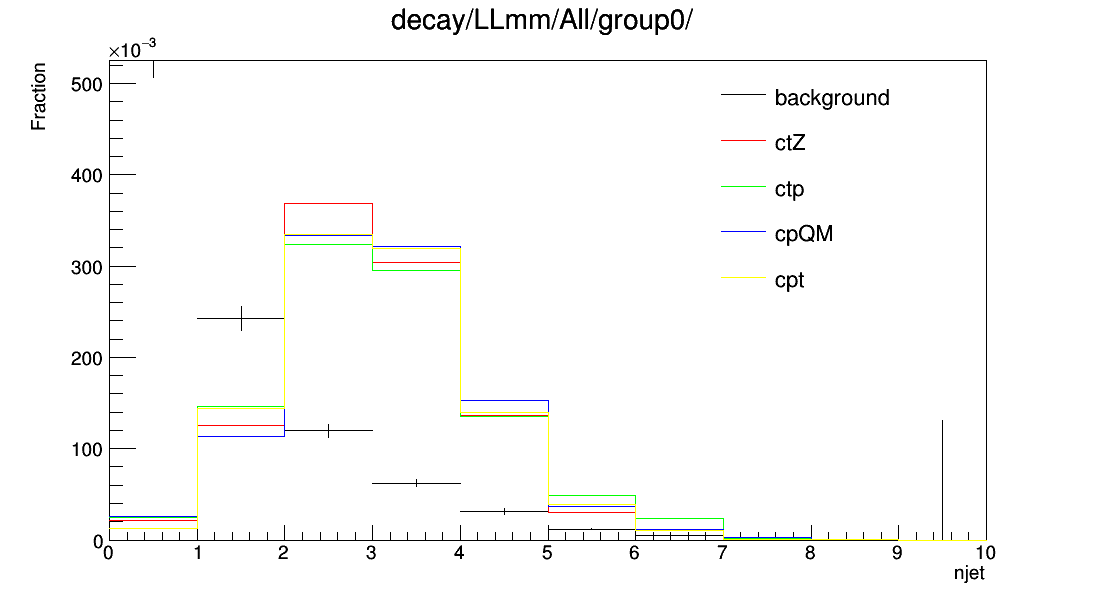 decay/LLmm/All/group0/
×10⁻³
Fraction
500
400
300
200
100
0
background
ctZ
ctp
cpQM
cpt
0 1 2 3 4 5 6 7 8 9 10
njet